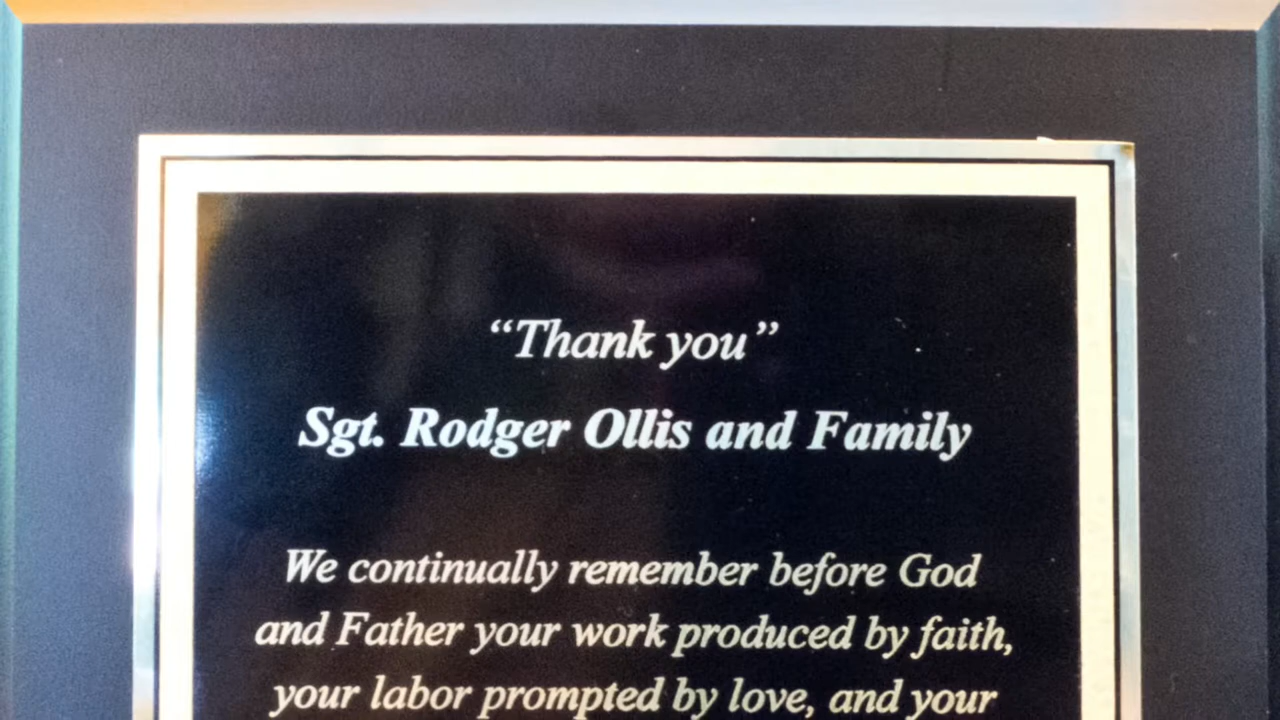 “Thank you”
Sgt. Rodger Ollis and Family
We continually remember before God
and Father your work produced by faith,
your labor prompted by love, and your